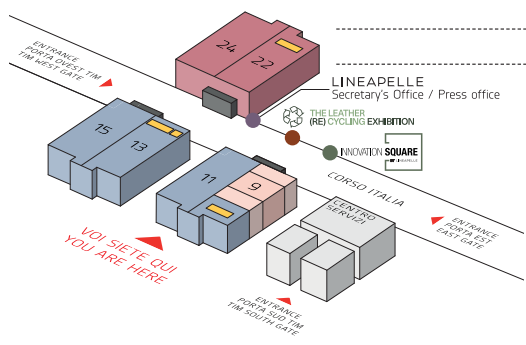 ENTRANCE
PORTA OVEST TIM
TIM WEST GATE
24
22
LINEAPELLE
Secretary's Office / Press office
THE LEATHER
(RE) CYCLING EXHIBITION
INNOVATION SQUARE
BY LINEAPELLE
15
13
11
9
CORSO ITALIA
CENTRO
SERVIZI
ENTRANCE
PORTA EST
EAST GATE
VOI SIETE QUI
YOU ARE HERE
ENTRANCE
PORTA SUD TIM
TIM SOUTH GATE